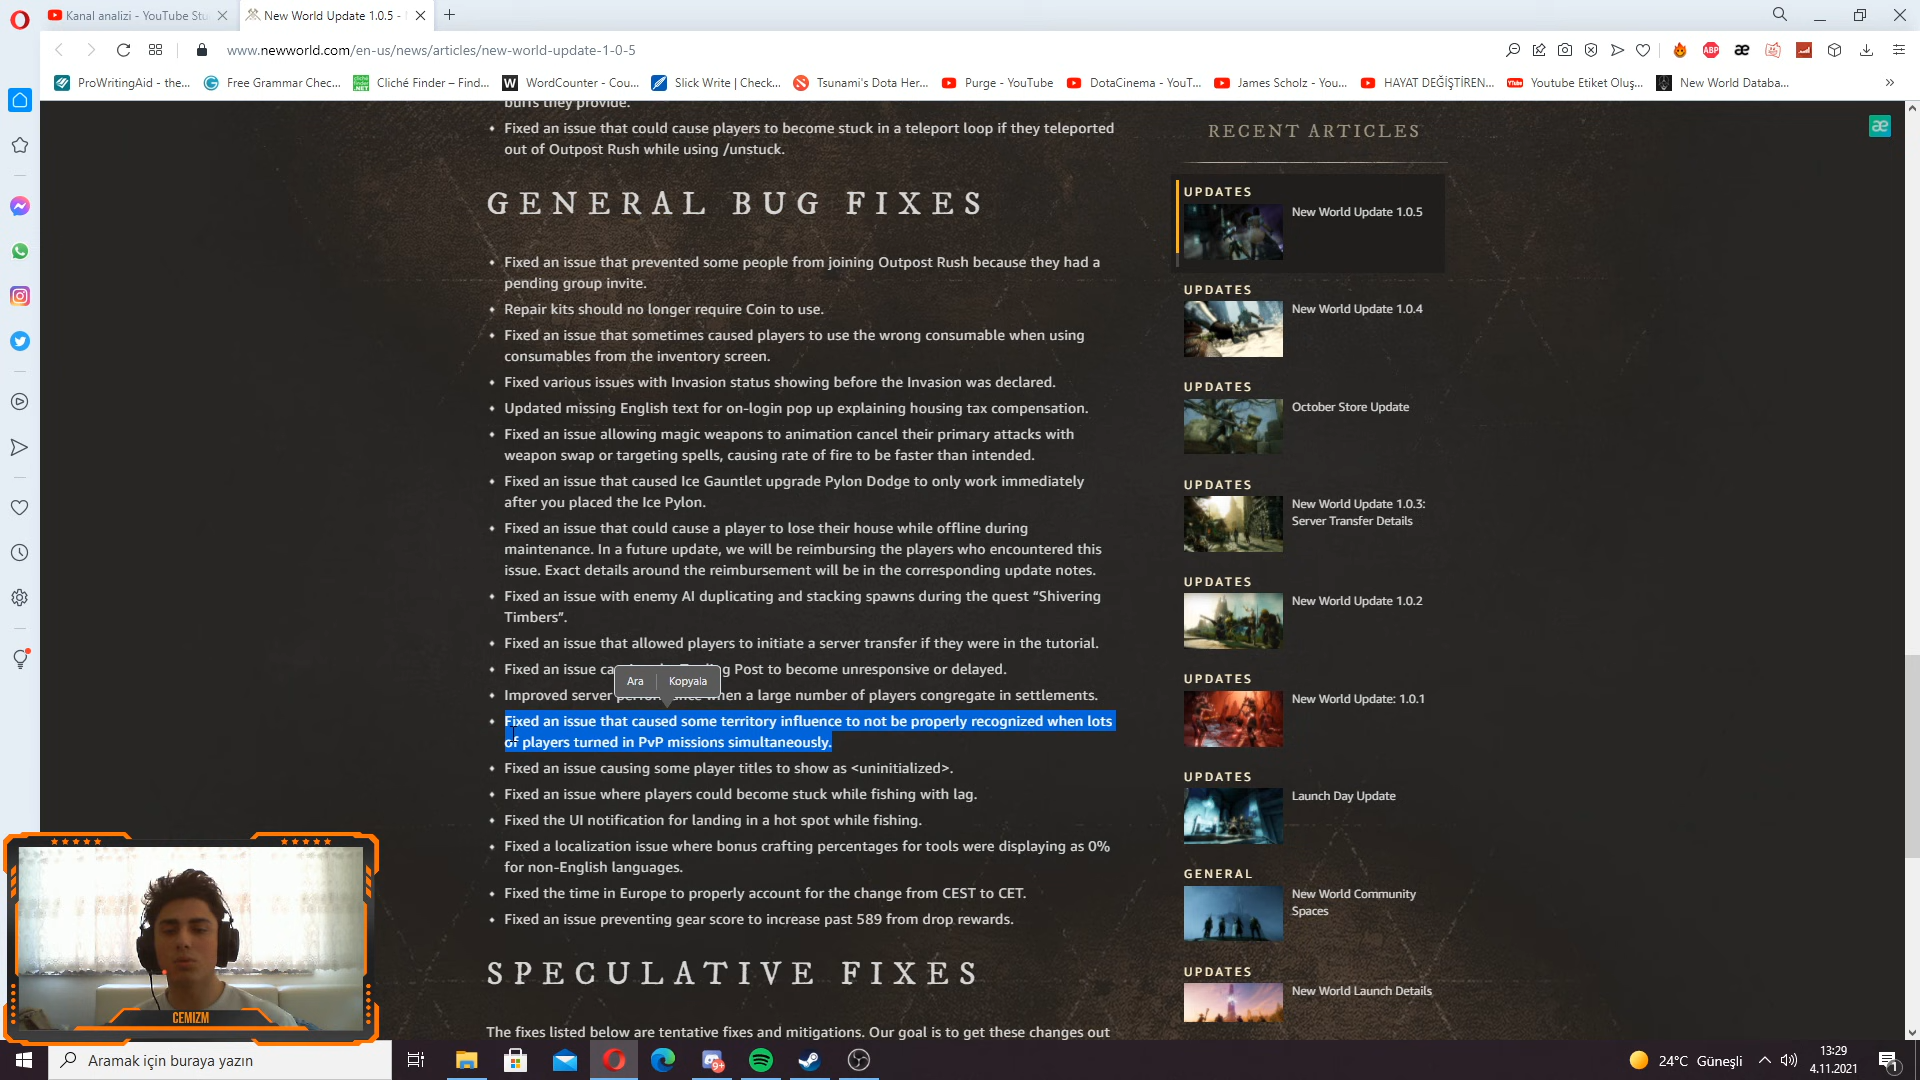 Kanal analizi - YouTube Stu
New World Update 1.0.5 -
www.newworld.com/en-us/news/articles/new-world-update-1-0-5
ABP
æ
ProWritingAid - the...
Free Grammar Chec...
Cliché Finder – Find...
WordCounter - Cou...
Slick Write | Check...
Tsunami's Dota Her...
Purge - YouTube
DotaCinema - YouT...
James Scholz - You...
HAYAT DEĞİŞTİREN...
Youtube Etiket Oluş...
New World Databa...
buffs they provide.
Fixed an issue that could cause players to become stuck in a teleport loop if they teleported
out of Outpost Rush while using /unstuck.
GENERAL BUG FIXES
Fixed an issue that prevented some people from joining Outpost Rush because they had a
pending group invite.
Repair kits should no longer require Coin to use.
Fixed an issue that sometimes caused players to use the wrong consumable when using
consumables from the inventory screen.
Fixed various issues with Invasion status showing before the Invasion was declared.
Updated missing English text for on-login pop up explaining housing tax compensation.
Fixed an issue allowing magic weapons to animation cancel their primary attacks with
weapon swap or targeting spells, causing rate of fire to be faster than intended.
Fixed an issue that caused Ice Gauntlet upgrade Pylon Dodge to only work immediately
after you placed the Ice Pylon.
Fixed an issue that could cause a player to lose their house while offline during
maintenance. In a future update, we will be reimbursing the players who encountered this
issue. Exact details around the reimbursement will be in the corresponding update notes.
Fixed an issue with enemy AI duplicating and stacking spawns during the quest “Shivering
Timbers”.
Fixed an issue that allowed players to initiate a server transfer if they were in the tutorial.
Fixed an issue ca g Post to become unresponsive or delayed.
Ara Kopyala
Improved server when a large number of players congregate in settlements.
Fixed an issue that caused some territory influence to not be properly recognized when lots
of players turned in PvP missions simultaneously.
Fixed an issue causing some player titles to show as <uninitialized>.
Fixed an issue where players could become stuck while fishing with lag.
Fixed the UI notification for landing in a hot spot while fishing.
Fixed a localization issue where bonus crafting percentages for tools were displaying as 0%
for non-English languages.
Fixed the time in Europe to properly account for the change from CEST to CET.
Fixed an issue preventing gear score to increase past 589 from drop rewards.
SPECULATIVE FIXES
The fixes listed below are tentative fixes and mitigations. Our goal is to get these changes out
RECENT ARTICLES
UPDATES
New World Update 1.0.5
UPDATES
New World Update 1.0.4
UPDATES
October Store Update
UPDATES
New World Update 1.0.3:
Server Transfer Details
UPDATES
New World Update 1.0.2
UPDATES
New World Update: 1.0.1
UPDATES
Launch Day Update
GENERAL
New World Community
Spaces
UPDATES
New World Launch Details
æ
CEMIZM
Aramak için buraya yazın
9+
24°C Güneşli
13:29
4.11.2021
1